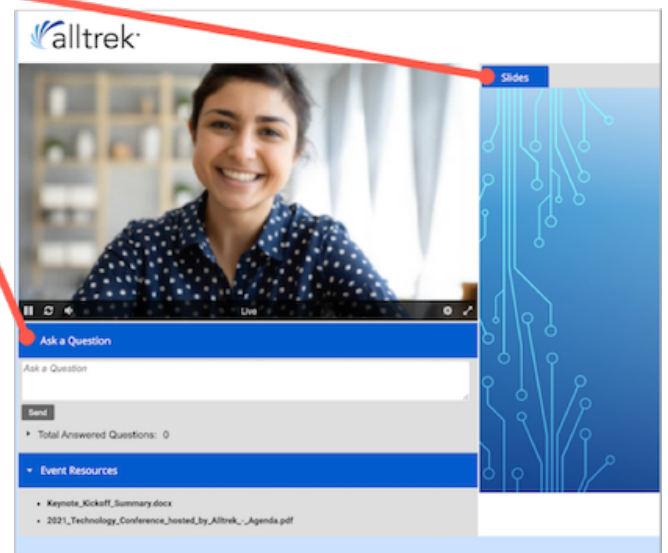 alltrek
Slides
Live
Ask a Question
Ask a Question
Send
Total Answered Questions: 0
Event Resources
Keynote_Kickoff_Summary.docx
2021_Technology_Conference_hosted_by_Alltrek_-_Agenda.pdf